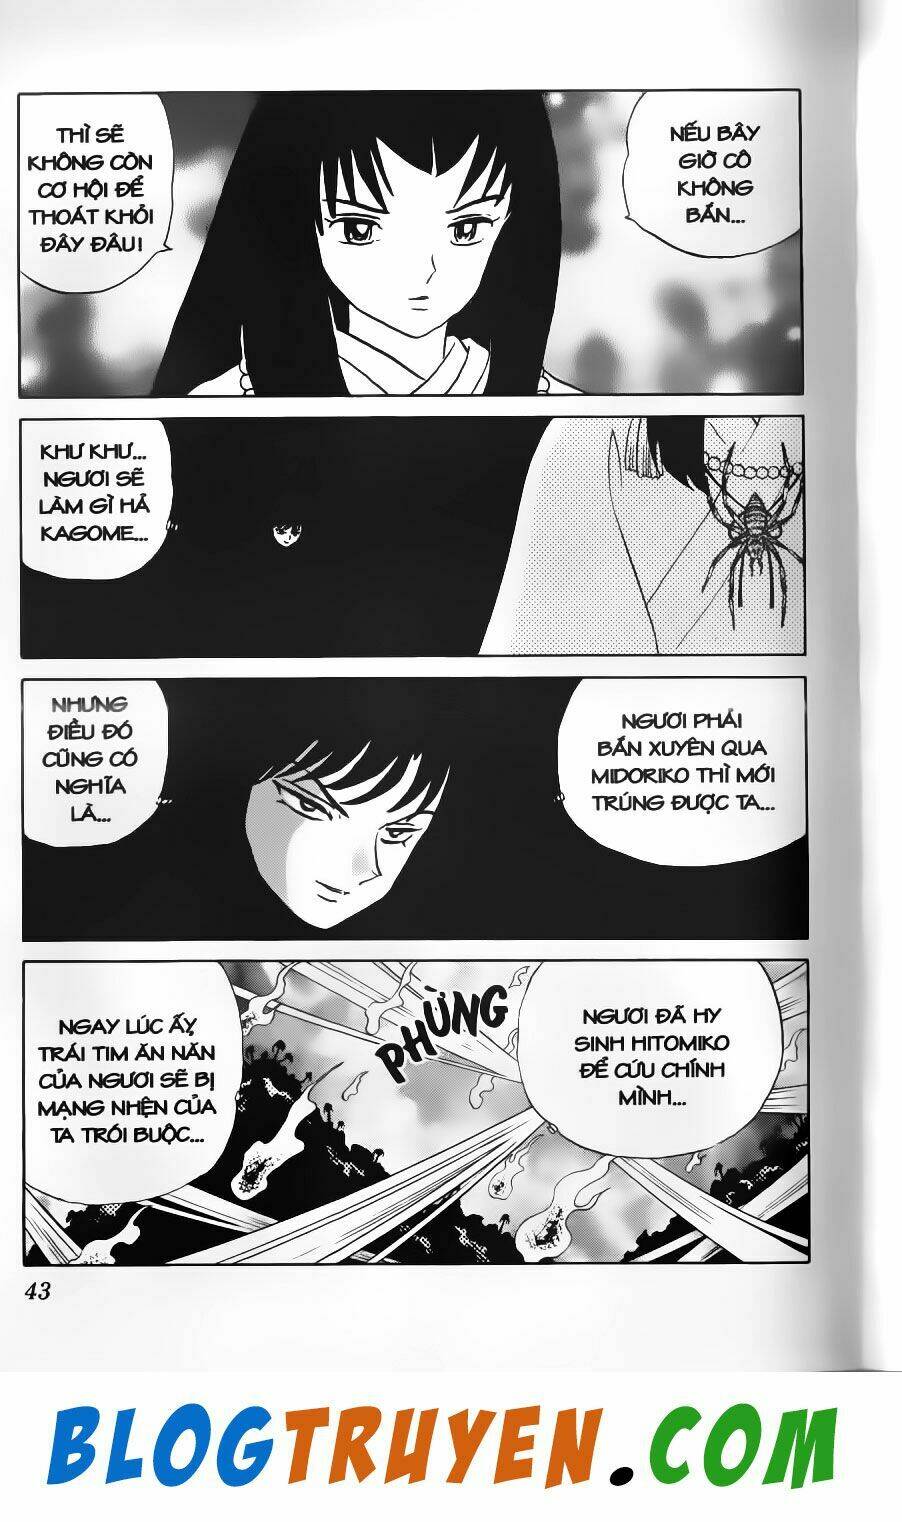 NẾU BÂY
GIỜ CÔ
KHÔNG
BẮN...
THÌ SẼ
KHÔNG CÒN
CƠ HỘI ĐỂ
THOÁT KHỎI
ĐÂY ĐÂU!
KHƯ KHƯ...
NGƯƠI SẼ
LÀM GÌ HẢ
KAGOME...
NGƯƠI PHẢI
BẮN XUYÊN QUA
MIDORIKO THÌ MỚI
TRÚNG ĐƯỢC TA...
NHƯNG
ĐIỀU ĐÓ
CŨNG CÓ
NGHĨA
LÀ...
NGƯƠI ĐÃ HY
SINH HITOMIKO
ĐỂ CỨU CHÍNH
MÌNH...
PHỪNG
NGAY LÚC ẤY,
TRÁI TIM ĂN NĂN
CỦA NGƯƠI SẼ BỊ
MẠNG NHỆN CỦA
TA TRÓI BUỘC...
43
BLOGTRUYEN.COM